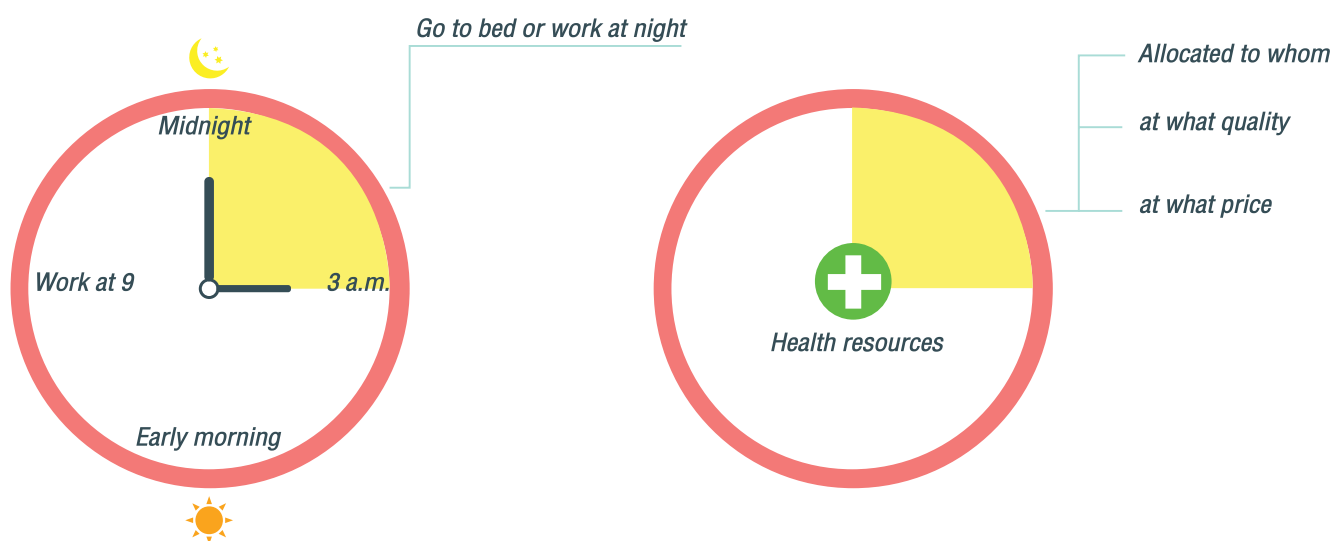 Go to bed or work at night
Midnight
Work at 9
3 a.m.
Early morning
Allocated to whom
at what quality
at what price
Health resources